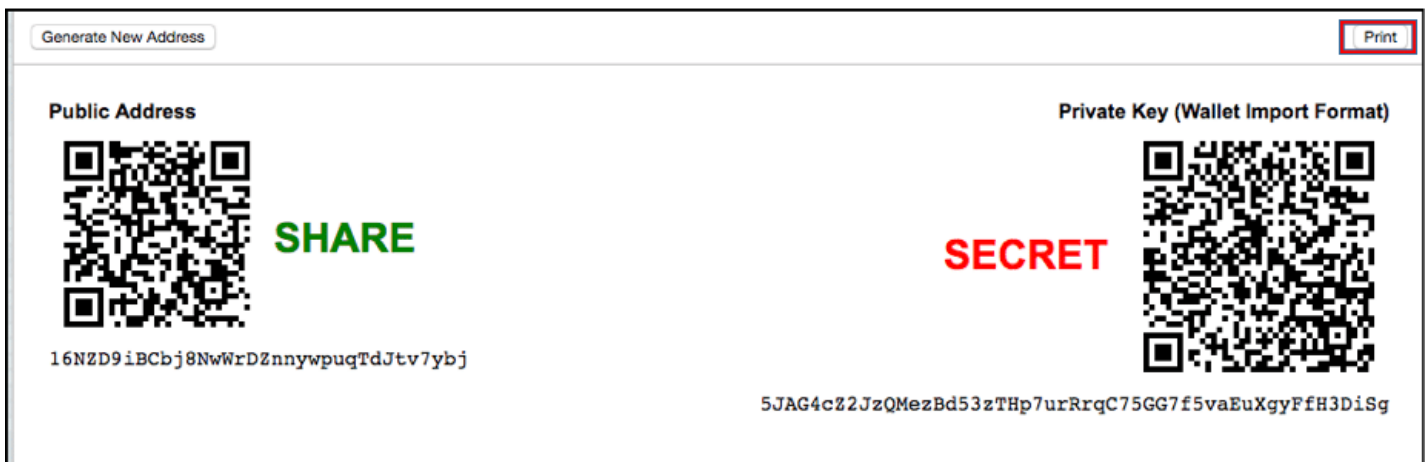 Generate New Address
Print
Public Address
Private Key (Wallet Import Format)
SHARE
SECRET
16NZD9iBCbj8NwWrDZnnywpuqTdJtv7ybj
5JAG4cZ2JzQMezBd53zTHp7urRrqC75GG7f5vaEuXgyFfH3DiSg